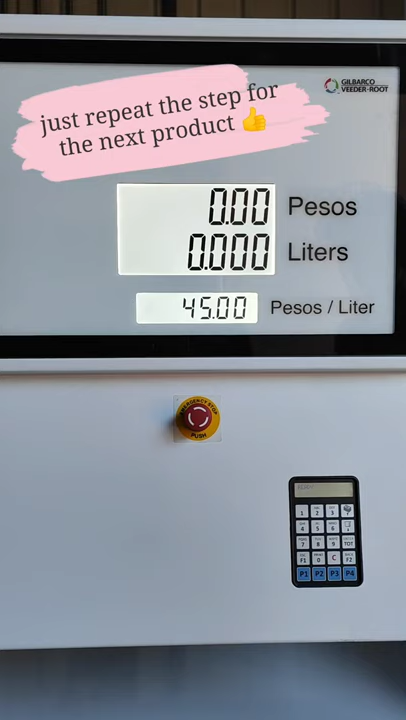 just repeat the step for
the next product 👍
GILBARCO
VEEDER-ROOT
0.00 Pesos
0.000 Liters
45.00 Pesos / Liter
EMERGENCY STOP
PUSH
1 2 3
4 5 6
7 8 9 TOT
F1 0 C F2
P1 P2 P3 P4